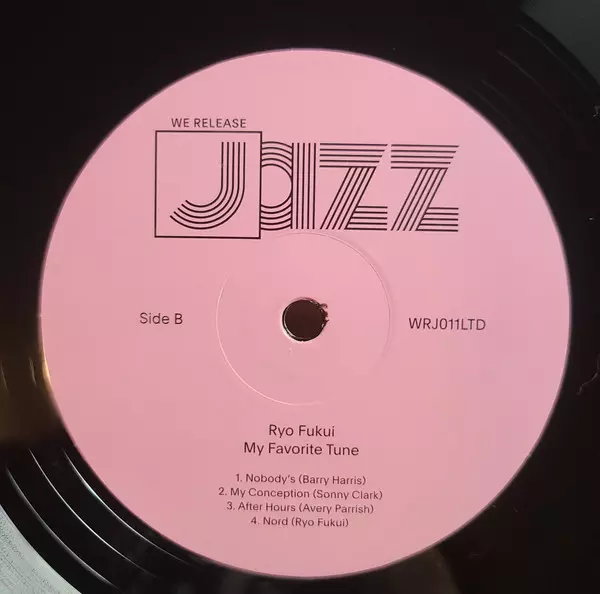 WE RELEASE
Jazz
Side B
WRJ011LTD
Ryo Fukui
My Favorite Tune
1. Nobody's (Barry Harris)
2. My Conception (Sonny Clark)
3. After Hours (Avery Parrish)
4. Nord (Ryo Fukui)